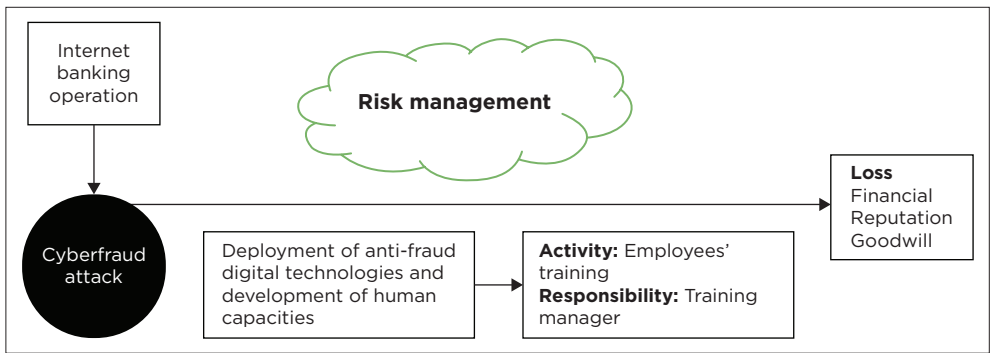 Internet
banking
operation
Risk management
Loss
Financial
Reputation
Goodwill
Cyberfraud
attack
Deployment of anti-fraud
digital technologies and
development of human
capacities
Activity: Employees’
training
Responsibility: Training
manager